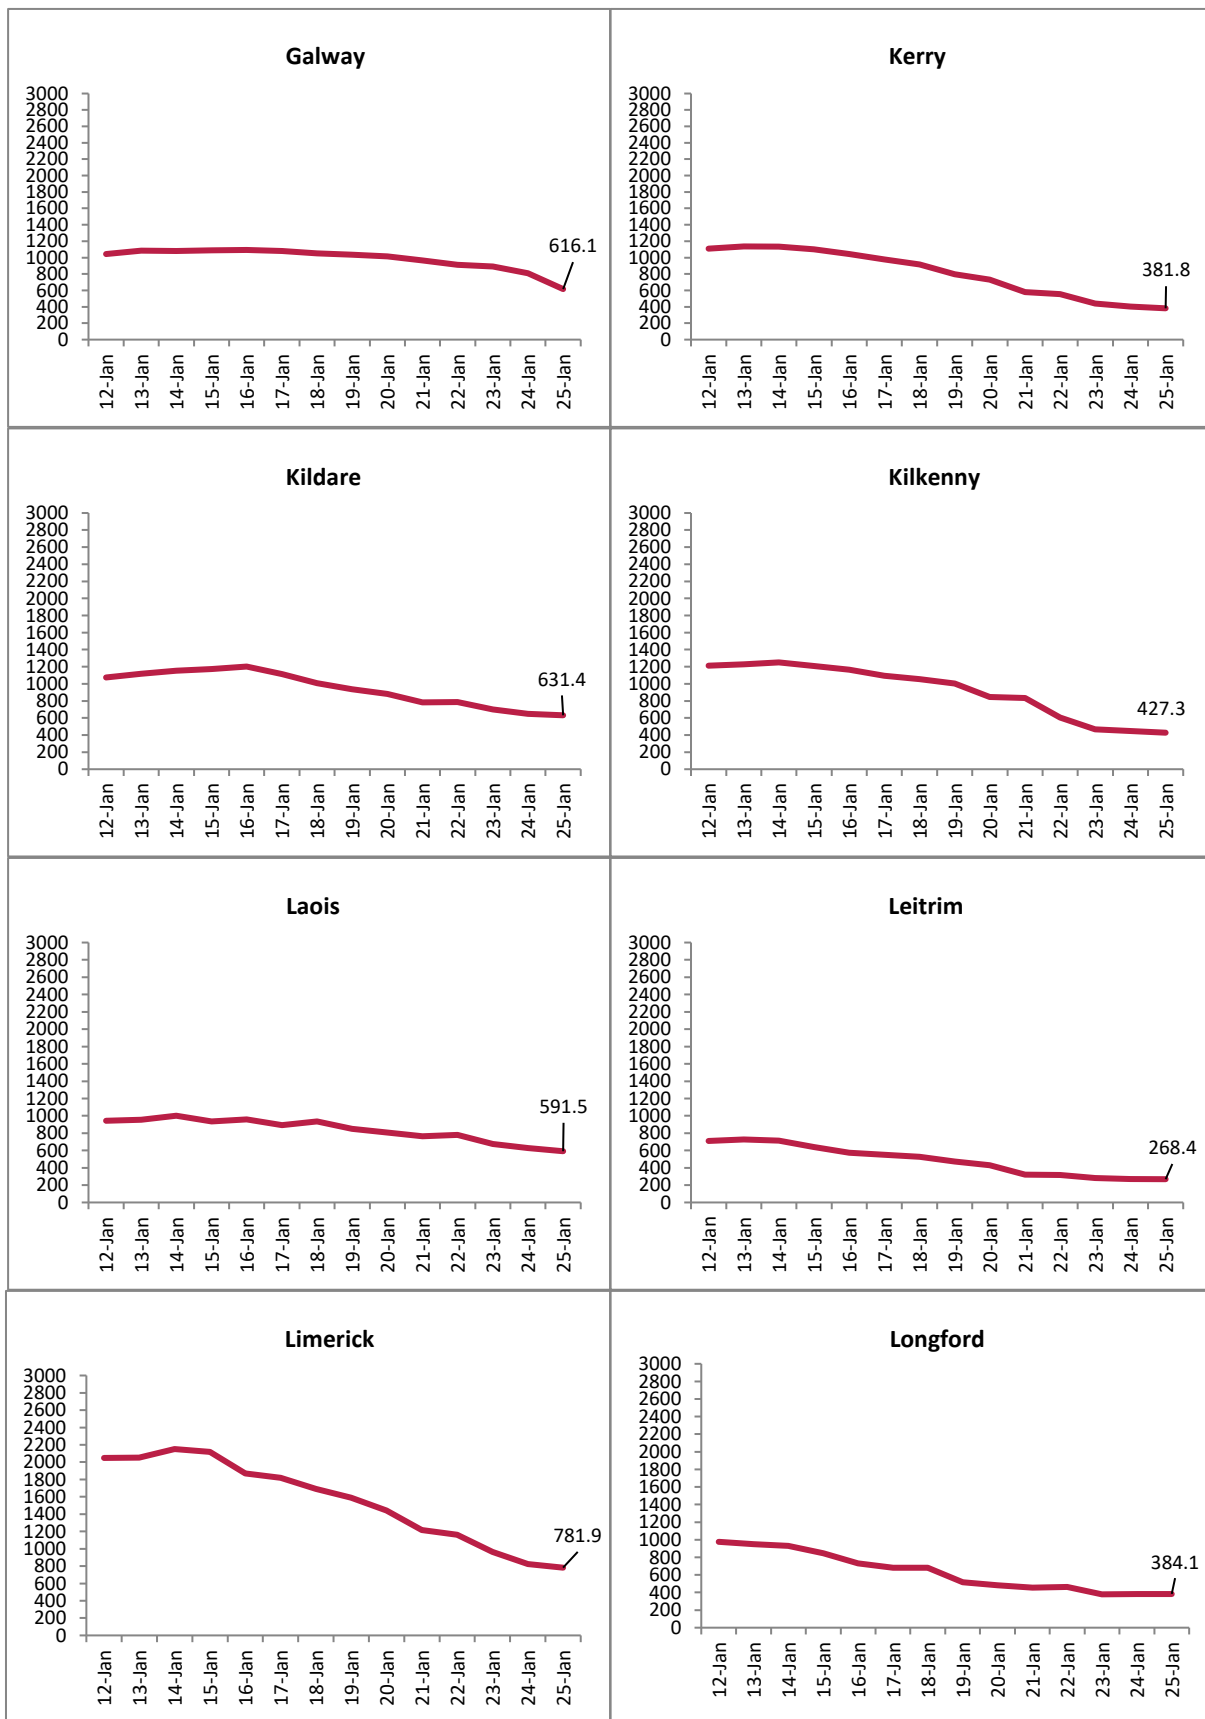 Galway
3000
2800
2600
2400
2200
2000
1800
1600
1400
1200
1000
800
600
400
200
0
616.1
12-Jan
13-Jan
14-Jan
15-Jan
16-Jan
17-Jan
18-Jan
19-Jan
20-Jan
21-Jan
22-Jan
23-Jan
24-Jan
25-Jan
Kerry
3000
2800
2600
2400
2200
2000
1800
1600
1400
1200
1000
800
600
400
200
0
381.8
12-Jan
13-Jan
14-Jan
15-Jan
16-Jan
17-Jan
18-Jan
19-Jan
20-Jan
21-Jan
22-Jan
23-Jan
24-Jan
25-Jan
Kildare
3000
2800
2600
2400
2200
2000
1800
1600
1400
1200
1000
800
600
400
200
0
631.4
12-Jan
13-Jan
14-Jan
15-Jan
16-Jan
17-Jan
18-Jan
19-Jan
20-Jan
21-Jan
22-Jan
23-Jan
24-Jan
25-Jan
Kilkenny
3000
2800
2600
2400
2200
2000
1800
1600
1400
1200
1000
800
600
400
200
0
427.3
12-Jan
13-Jan
14-Jan
15-Jan
16-Jan
17-Jan
18-Jan
19-Jan
20-Jan
21-Jan
22-Jan
23-Jan
24-Jan
25-Jan
Laois
3000
2800
2600
2400
2200
2000
1800
1600
1400
1200
1000
800
600
400
200
0
591.5
12-Jan
13-Jan
14-Jan
15-Jan
16-Jan
17-Jan
18-Jan
19-Jan
20-Jan
21-Jan
22-Jan
23-Jan
24-Jan
25-Jan
Leitrim
3000
2800
2600
2400
2200
2000
1800
1600
1400
1200
1000
800
600
400
200
0
268.4
12-Jan
13-Jan
14-Jan
15-Jan
16-Jan
17-Jan
18-Jan
19-Jan
20-Jan
21-Jan
22-Jan
23-Jan
24-Jan
25-Jan
Limerick
3000
2800
2600
2400
2200
2000
1800
1600
1400
1200
1000
800
600
400
200
0
781.9
12-Jan
13-Jan
14-Jan
15-Jan
16-Jan
17-Jan
18-Jan
19-Jan
20-Jan
21-Jan
22-Jan
23-Jan
24-Jan
25-Jan
Longford
3000
2800
2600
2400
2200
2000
1800
1600
1400
1200
1000
800
600
400
200
0
384.1
12-Jan
13-Jan
14-Jan
15-Jan
16-Jan
17-Jan
18-Jan
19-Jan
20-Jan
21-Jan
22-Jan
23-Jan
24-Jan
25-Jan